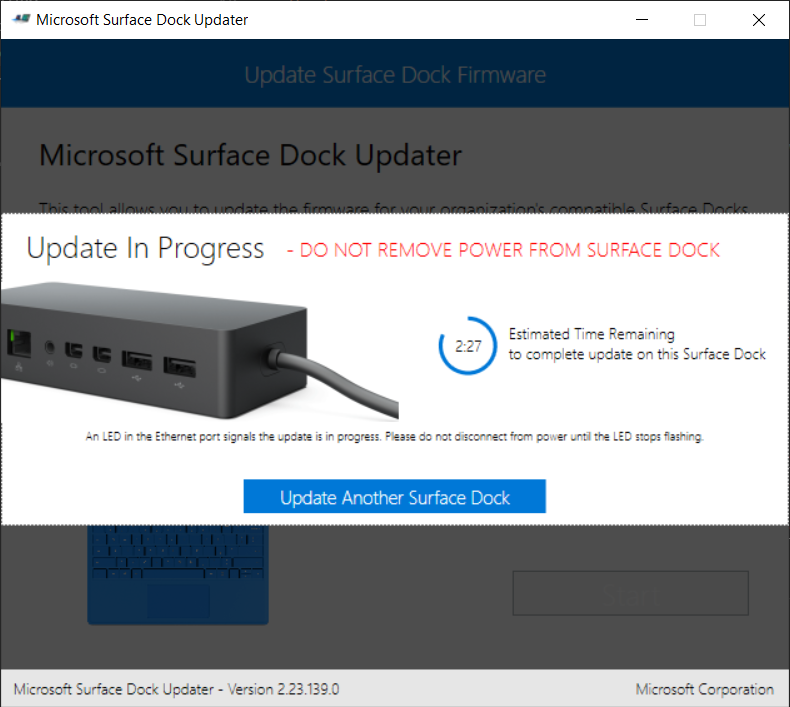 Microsoft Surface Dock Updater
Update Surface Dock Firmware
Microsoft Surface Dock Updater
This tool allows you to update the firmware for your organization's compatible Surface Docks
Update In Progress - DO NOT REMOVE POWER FROM SURFACE DOCK
2:27
Estimated Time Remaining
to complete update on this Surface Dock
An LED in the Ethernet port signals the update is in progress. Please do not disconnect from power until the LED stops flashing.
Update Another Surface Dock
Start
Microsoft Surface Dock Updater - Version 2.23.139.0
Microsoft Corporation